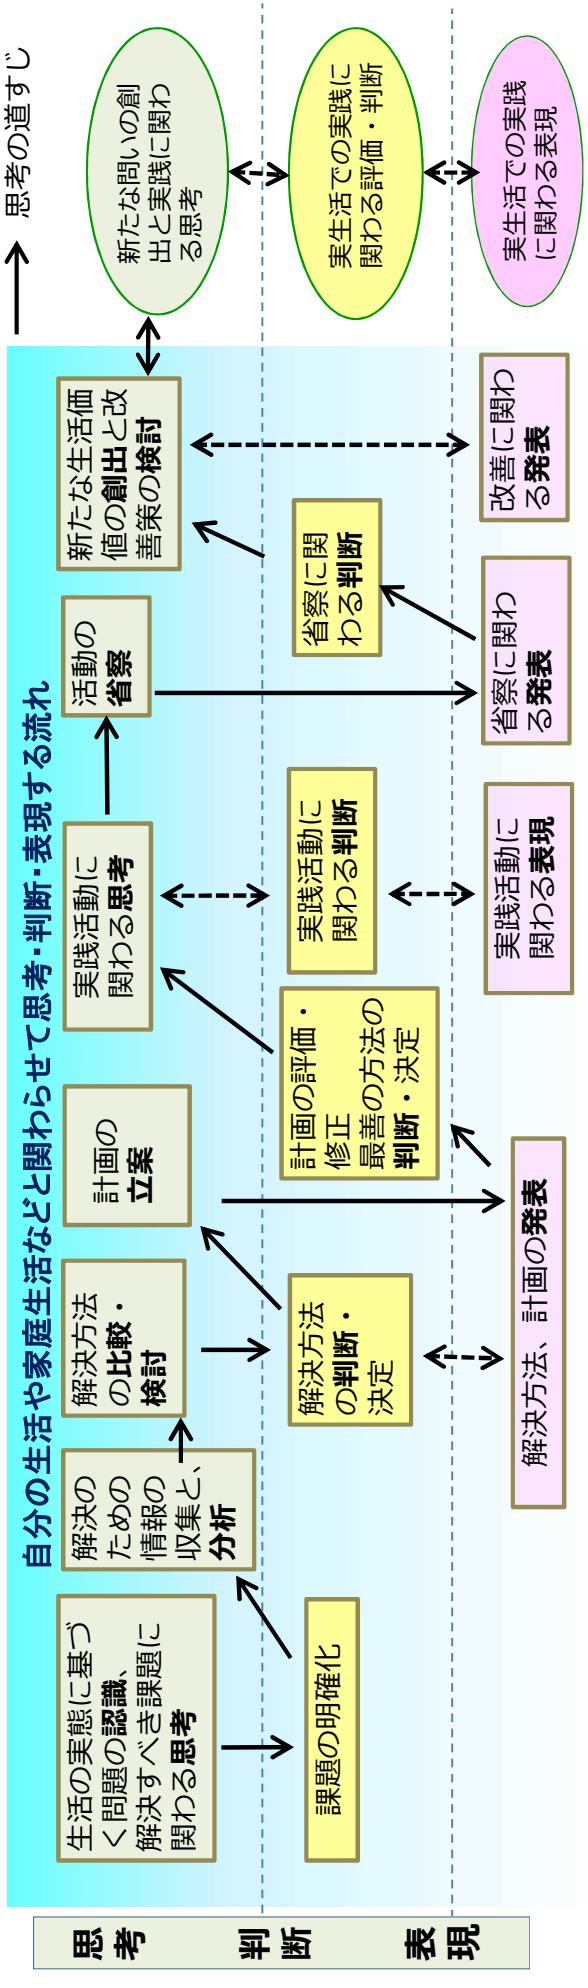 思考の道すじ
自分の生活や家庭生活などと関わらせて思考・判断・表現する流れ
思
考
判
断
表
現
生活の実態に基づ
く問題の認識、
解決すべき課題に
関わる思考
課題の明確化
解決の
ための
情報の
収集と、
分析
解決方法
の比較・
検討
解決方法
の判断・
決定
解決方法、計画の発表
計画の
立案
計画の評価・
修正
最善の方法の
判断・決定
実践活動に
関わる思考
実践活動に
関わる判断
実践活動に
関わる表現
活動の
省察
省察に関わ
る発表
省察に関
わる判断
新たな生活価
値の創出と改
善策の検討
改善に関わ
る発表
新たな問いの創
出と実践に関わ
る思考
実生活での実践に
関わる評価・判断
実生活での実践
に関わる表現